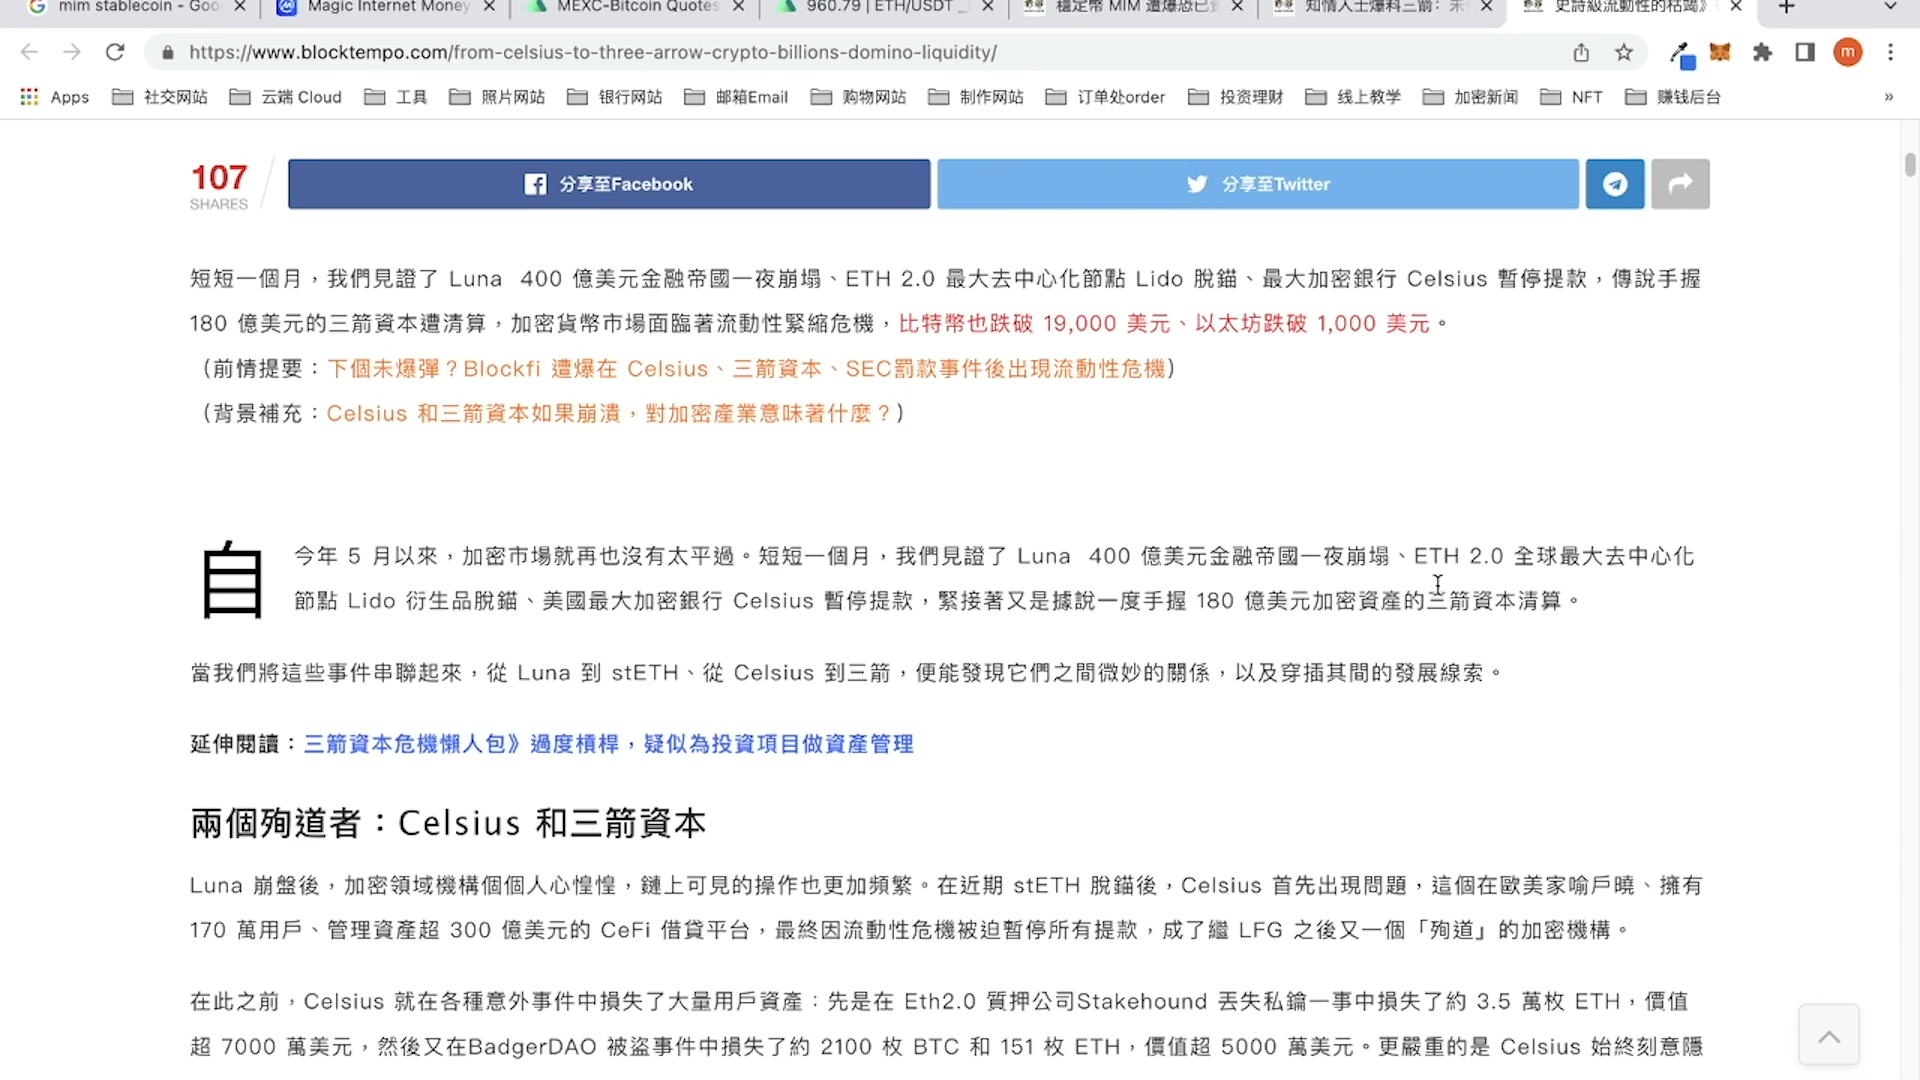 mim stablecoin - Goo
Magic Internet Money
MEXC-Bitcoin Quotes
960.79 | ETH/USDT _
穩定幣 MIM 遭爆恐已資
知情人士爆料三箭：未
史詩級流動性的枯竭》
https://www.blocktempo.com/from-celsius-to-three-arrow-crypto-billions-domino-liquidity/
m
Apps 社交网站 云端 Cloud 工具 照片网站 银行网站 邮箱Email 购物网站 制作网站 订单处order 投资理财 线上教学 加密新闻 NFT 赚钱后台 »
107
SHARES
分享至Facebook
分享至Twitter
短短一個月，我們見證了 Luna 400 億美元金融帝國一夜崩塌、ETH 2.0 最大去中心化節點 Lido 脫錨、最大加密銀行 Celsius 暫停提款，傳說手握
180 億美元的三箭資本遭清算，加密貨幣市場面臨著流動性緊縮危機，比特幣也跌破 19,000 美元、以太坊跌破 1,000 美元。
（前情提要：下個未爆彈？Blockfi 遭爆在 Celsius、三箭資本、SEC罰款事件後出現流動性危機）
（背景補充：Celsius 和三箭資本如果崩潰，對加密產業意味著什麼？）
自
今年 5 月以來，加密市場就再也沒有太平過。短短一個月，我們見證了 Luna 400 億美元金融帝國一夜崩塌、ETH 2.0 全球最大去中心化
節點 Lido 衍生品脫錨、美國最大加密銀行 Celsius 暫停提款，緊接著又是據說一度手握 180 億美元加密資產的三箭資本清算。
當我們將這些事件串聯起來，從 Luna 到 stETH、從 Celsius 到三箭，便能發現它們之間微妙的關係，以及穿插其間的發展線索。
延伸閱讀：三箭資本危機懶人包》過度槓桿，疑似為投資項目做資產管理
兩個殉道者：Celsius 和三箭資本
Luna 崩盤後，加密領域機構個個人心惶惶，鏈上可見的操作也更加頻繁。在近期 stETH 脫錨後，Celsius 首先出現問題，這個在歐美家喻戶曉、擁有
170 萬用戶、管理資產超 300 億美元的 CeFi 借貸平台，最終因流動性危機被迫暫停所有提款，成了繼 LFG 之後又一個「殉道」的加密機構。
在此之前，Celsius 就在各種意外事件中損失了大量用戶資產：先是在 Eth2.0 質押公司Stakehound 丟失私鑰一事中損失了約 3.5 萬枚 ETH，價值
超 7000 萬美元，然後又在BadgerDAO 被盜事件中損失了約 2100 枚 BTC 和 151 枚 ETH，價值超 5000 萬美元。更嚴重的是 Celsius 始終刻意隱